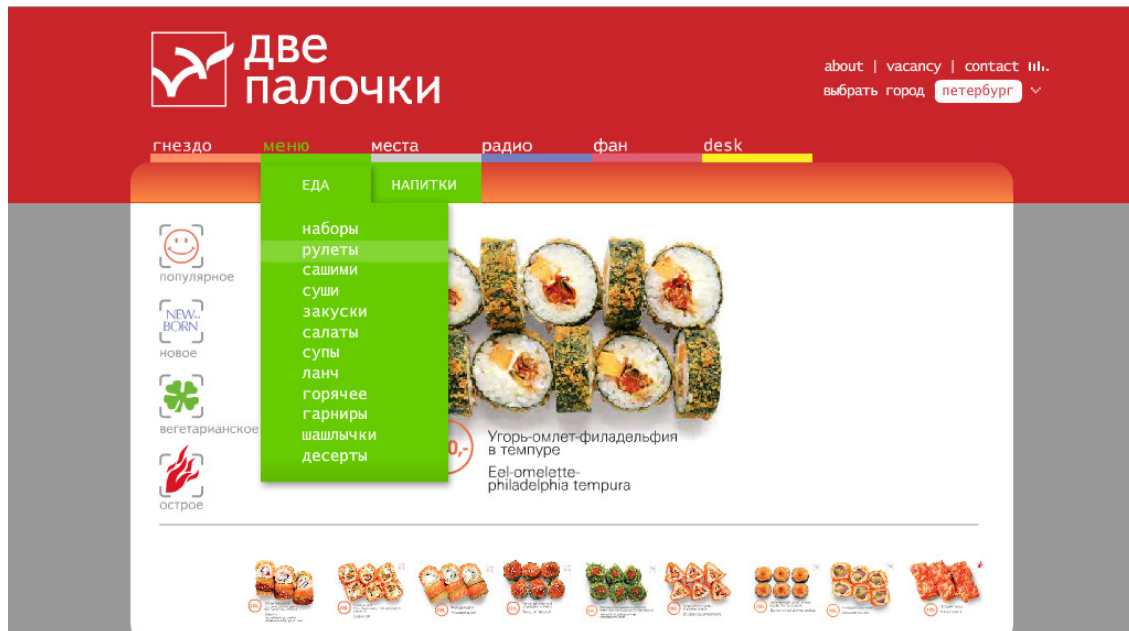 две
палочки
about | vacancy | contact
выбрать город петербург
гнездо меню места радио фан desk
ЕДА НАПИТКИ
наборы
рулеты
сашими
суши
закуски
салаты
супы
ланч
горячее
гарниры
шашлычки
десерты
популярное
NEW
BORN
новое
вегетарианское
острое
0,-
Угорь-омлет-филадельфия
в темпуре
Eel-omelette-
philadelphia tempura